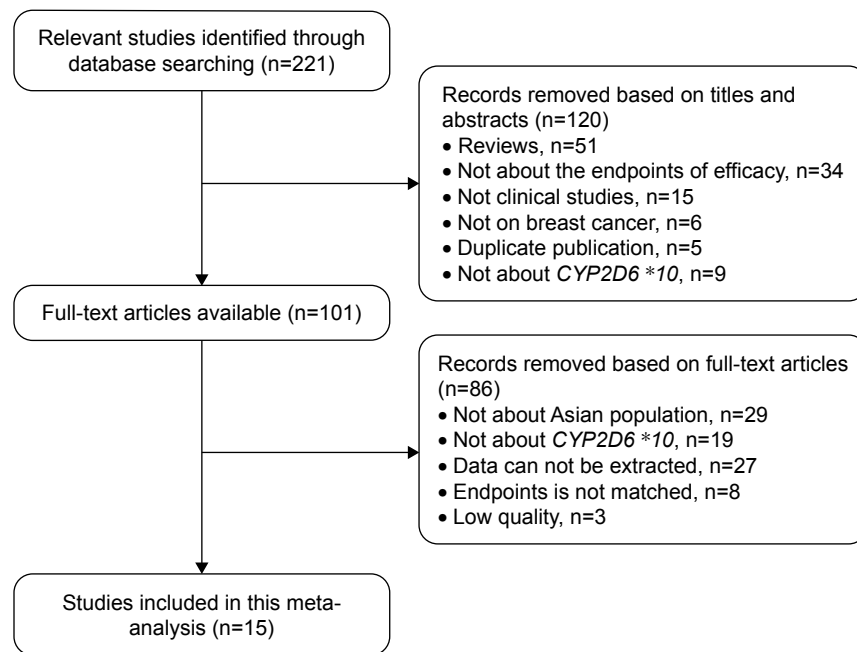 Relevant studies identified through
database searching (n=221)
Records removed based on titles and
abstracts (n=120)
• Reviews, n=51
• Not about the endpoints of efficacy, n=34
• Not clinical studies, n=15
• Not on breast cancer, n=6
• Duplicate publication, n=5
• Not about CYP2D6 *10, n=9
Full-text articles available (n=101)
Records removed based on full-text articles
(n=86)
• Not about Asian population, n=29
• Not about CYP2D6 *10, n=19
• Data can not be extracted, n=27
• Endpoints is not matched, n=8
• Low quality, n=3
Studies included in this meta-
analysis (n=15)